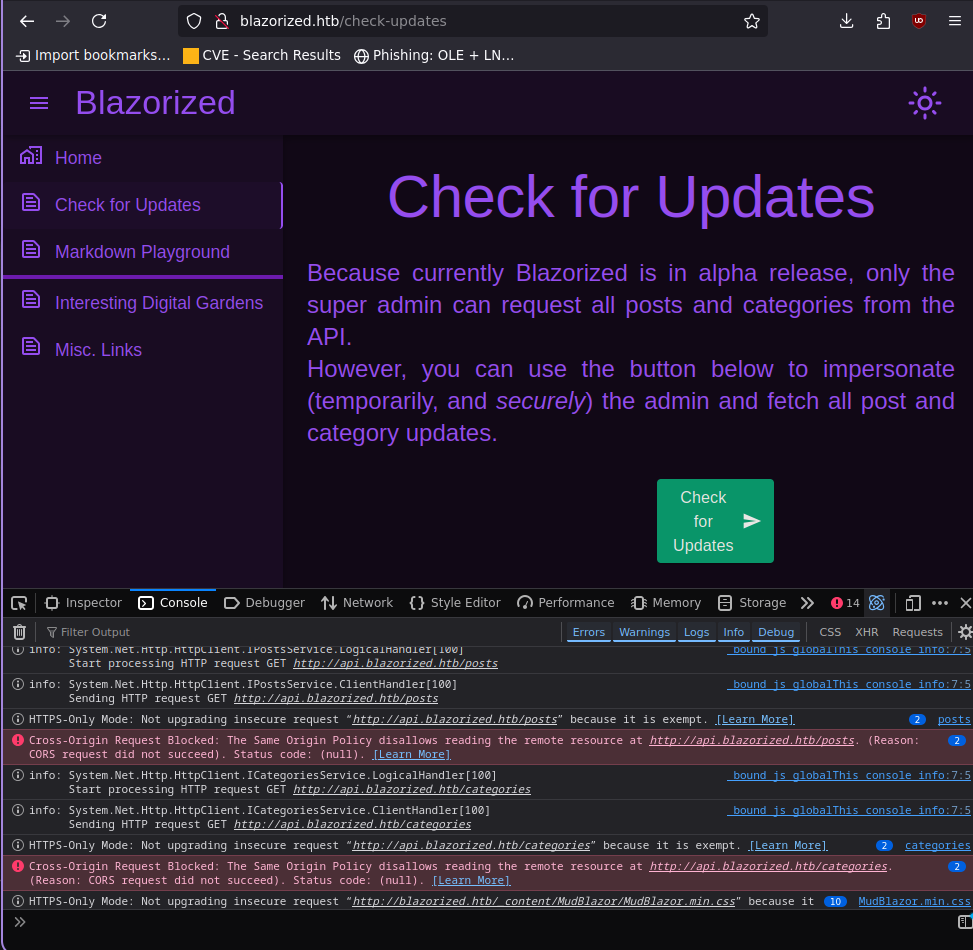 blazorized.htb/check-updates
Import bookmarks...
CVE - Search Results
Phishing: OLE + LN...
Blazorized
Home
Check for Updates
Markdown Playground
Interesting Digital Gardens
Misc. Links
Check for Updates
Because currently Blazorized is in alpha release, only the
super admin can request all posts and categories from the
API.
However, you can use the button below to impersonate
(temporarily, and securely) the admin and fetch all post and
category updates.
Check
for
Updates
Inspector
Console
Debugger
Network
Style Editor
Performance
Memory
Storage
14
Filter Output
Errors
Warnings
Logs
Info
Debug
CSS
XHR
Requests
info: System.Net.Http.HttpClient.IPostsService.LogicalHandler[100] _bound_js_globalThis_console_info:7:5
Start processing HTTP request GET http://api.blazorized.htb/posts
info: System.Net.Http.HttpClient.IPostsService.ClientHandler[100] _bound_js_globalThis_console_info:7:5
Sending HTTP request GET http://api.blazorized.htb/posts
HTTPS-Only Mode: Not upgrading insecure request “http://api.blazorized.htb/posts” because it is exempt. [Learn More] 2 posts
Cross-Origin Request Blocked: The Same Origin Policy disallows reading the remote resource at http://api.blazorized.htb/posts. (Reason: 2
CORS request did not succeed). Status code: (null). [Learn More]
info: System.Net.Http.HttpClient.ICategoriesService.LogicalHandler[100] _bound_js_globalThis_console_info:7:5
Start processing HTTP request GET http://api.blazorized.htb/categories
info: System.Net.Http.HttpClient.ICategoriesService.ClientHandler[100] _bound_js_globalThis_console_info:7:5
Sending HTTP request GET http://api.blazorized.htb/categories
HTTPS-Only Mode: Not upgrading insecure request “http://api.blazorized.htb/categories” because it is exempt. [Learn More] 2 categories
Cross-Origin Request Blocked: The Same Origin Policy disallows reading the remote resource at http://api.blazorized.htb/categories. 2
(Reason: CORS request did not succeed). Status code: (null). [Learn More]
HTTPS-Only Mode: Not upgrading insecure request “http://blazorized.htb/_content/MudBlazor/MudBlazor.min.css” because it 10 MudBlazor.min.css